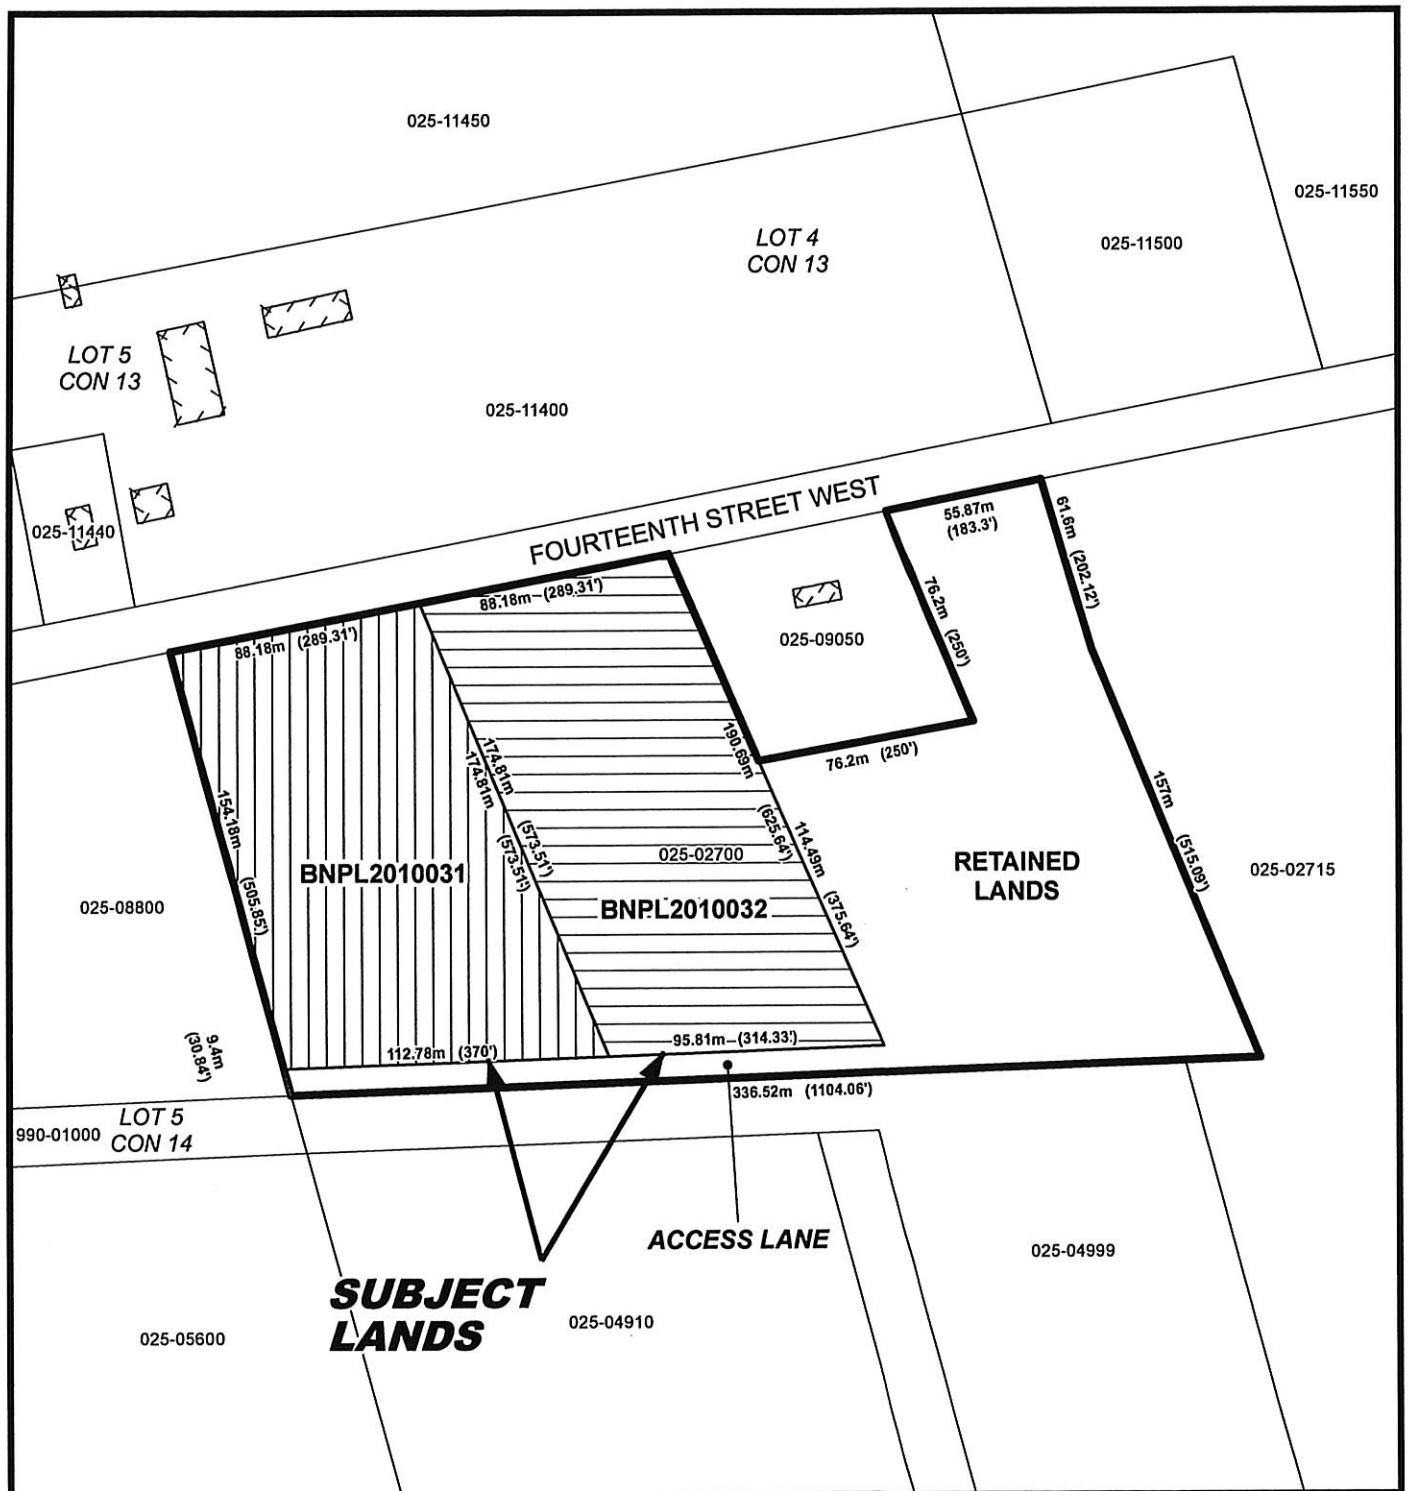 025-11450
025-11550
LOT 4
CON 13
025-11500
LOT 5
CON 13
025-11400
025-11440
FOURTEENTH STREET WEST
55.87m
(183.3')
61.6m (202.12')
88.18m (289.31')
88.18m (289.31')
76.2m (250')
025-09050
190.69m (625.64')
76.2m (250')
174.81m (573.51')
174.81m (573.51')
154.18m (505.85')
114.49m (375.64')
157m (515.09')
025-02700
RETAINED
LANDS
BNPL2010031
BNPL2010032
025-08800
025-02715
9.4m
(30.84')
112.78m (370')
95.81m (314.33')
336.52m (1104.06')
LOT 5
CON 14
990-01000
ACCESS LANE
025-04999
SUBJECT
LANDS
025-04910
025-05600